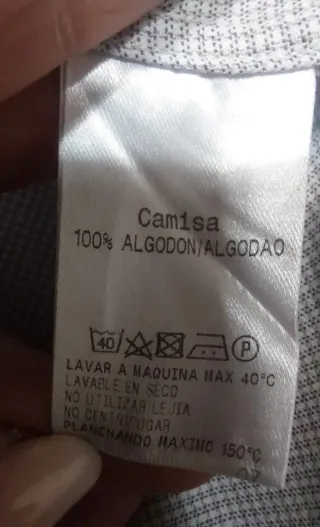 Camisa
100% ALGODON/ALGODAO
40 P
LAVAR A MAQUINA MAX 40°C
LAVABLE EN SECO
NO UTILIZAR LEJIA
NO CENTRIFUGAR
PLANCHANDO MAXIMO 150°C